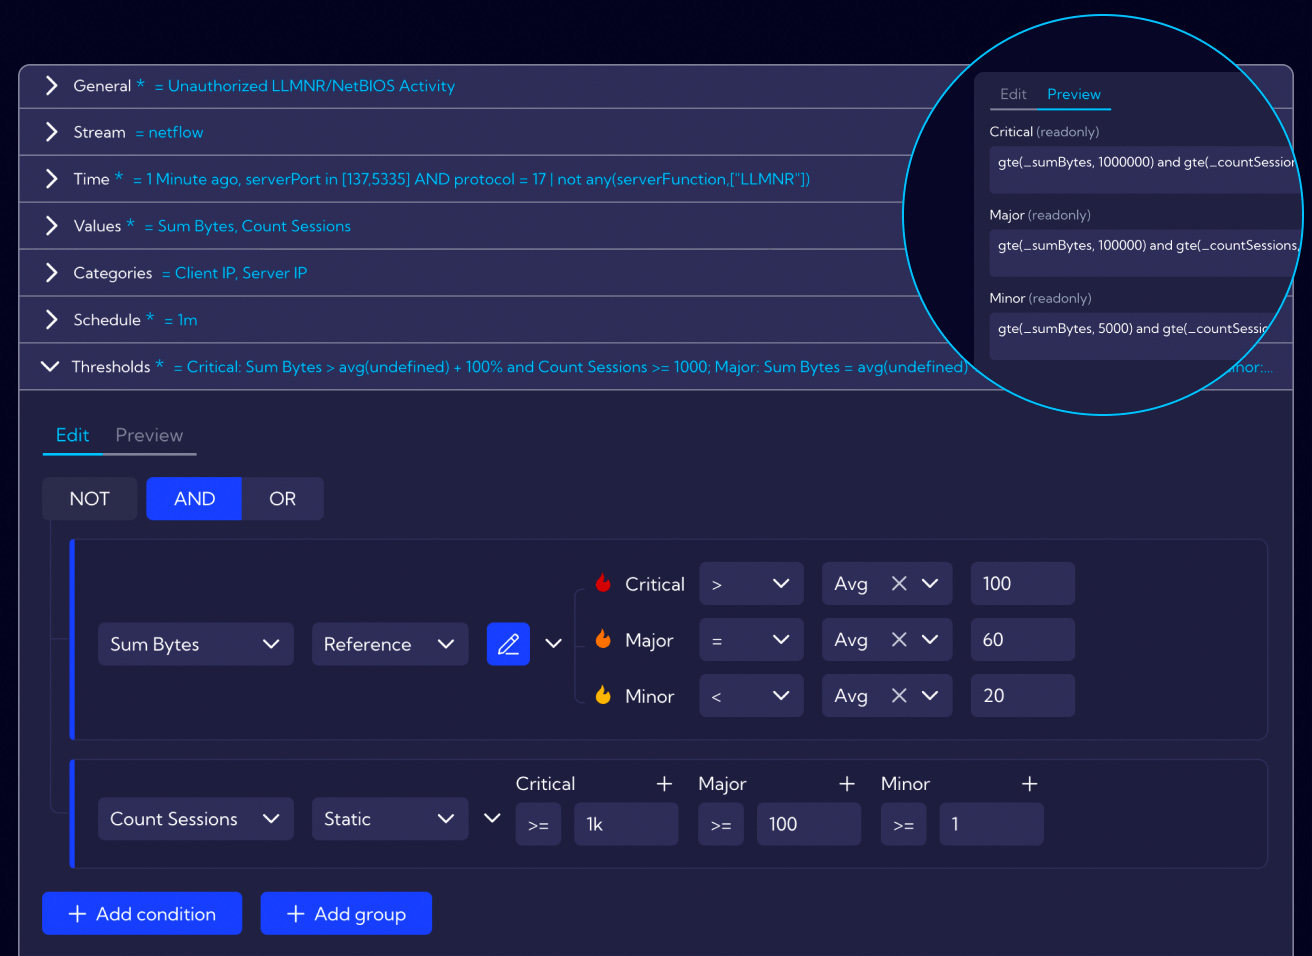 General * = Unauthorized LLMNR/NetBIOS Activity
Stream = netflow
Time * = 1 Minute ago, serverPort in [137,5335] AND protocol = 17 | not any(serverFunction,["LLMNR"])
Values * = Sum Bytes, Count Sessions
Categories = Client IP, Server IP
Schedule * = 1m
Thresholds * = Critical: Sum Bytes > avg(undefined) + 100% and Count Sessions >= 1000; Major: Sum Bytes = avg(undefined)
Edit Preview
Critical (readonly)
gte(_sumBytes, 1000000) and gte(_countSession
Major (readonly)
gte(_sumBytes, 100000) and gte(_countSessions,
Minor (readonly)
gte(_sumBytes, 5000) and gte(_countSessio
Edit Preview
NOT AND OR
Sum Bytes Reference
Critical > Avg 100
Major = Avg 60
Minor < Avg 20
Critical + Major + Minor +
Count Sessions Static >= 1k >= 100 >= 1
+ Add condition + Add group